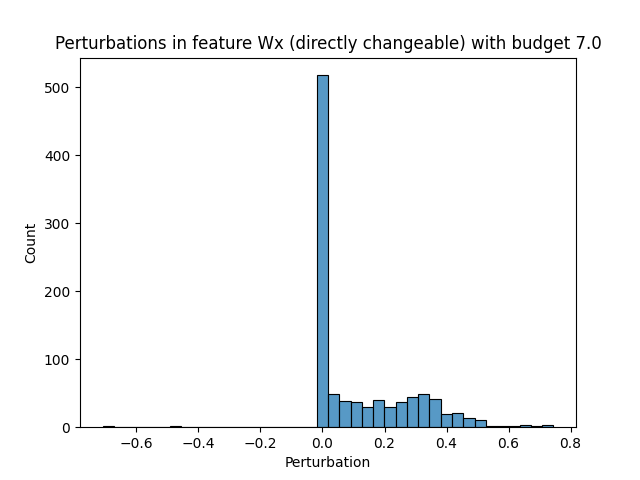 Perturbations in feature Wx (directly changeable) with budget 7.0
500
400
300
200
100
0
Count
−0.6 −0.4 −0.2 0.0 0.2 0.4 0.6 0.8
Perturbation